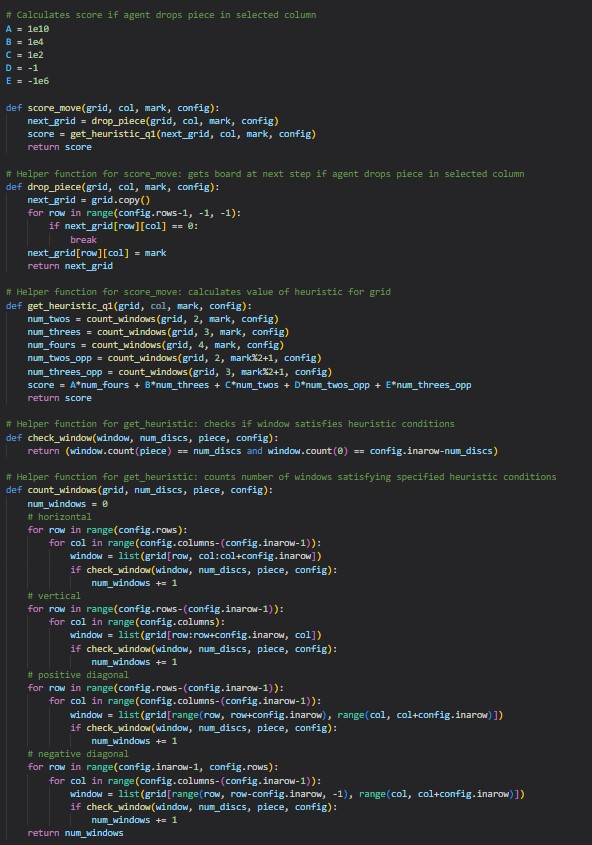 # Calculates score if agent drops piece in selected column
A = 1e10
B = 1e4
C = 1e2
D = -1
E = -1e6
def score_move(grid, col, mark, config):
    next_grid = drop_piece(grid, col, mark, config)
    score = get_heuristic_q1(next_grid, col, mark, config)
    return score
# Helper function for score_move: gets board at next step if agent drops piece in selected column
def drop_piece(grid, col, mark, config):
    next_grid = grid.copy()
    for row in range(config.rows-1, -1, -1):
        if next_grid[row][col] == 0:
            break
    next_grid[row][col] = mark
    return next_grid
# Helper function for score_move: calculates value of heuristic for grid
def get_heuristic_q1(grid, col, mark, config):
    num_twos = count_windows(grid, 2, mark, config)
    num_threes = count_windows(grid, 3, mark, config)
    num_fours = count_windows(grid, 4, mark, config)
    num_twos_opp = count_windows(grid, 2, mark%2+1, config)
    num_threes_opp = count_windows(grid, 3, mark%2+1, config)
    score = A*num_fours + B*num_threes + C*num_twos + D*num_twos_opp + E*num_threes_opp
    return score
# Helper function for get_heuristic: checks if window satisfies heuristic conditions
def check_window(window, num_discs, piece, config):
    return (window.count(piece) == num_discs and window.count(0) == config.inarow-num_discs)
# Helper function for get_heuristic: counts number of windows satisfying specified heuristic conditions
def count_windows(grid, num_discs, piece, config):
    num_windows = 0
    # horizontal
    for row in range(config.rows):
        for col in range(config.columns-(config.inarow-1)):
            window = list(grid[row, col:col+config.inarow])
            if check_window(window, num_discs, piece, config):
                num_windows += 1
    # vertical
    for row in range(config.rows-(config.inarow-1)):
        for col in range(config.columns):
            window = list(grid[row:row+config.inarow, col])
            if check_window(window, num_discs, piece, config):
                num_windows += 1
    # positive diagonal
    for row in range(config.rows-(config.inarow-1)):
        for col in range(config.columns-(config.inarow-1)):
            window = list(grid[range(row, row+config.inarow), range(col, col+config.inarow)])
            if check_window(window, num_discs, piece, config):
                num_windows += 1
    # negative diagonal
    for row in range(config.inarow-1, config.rows):
        for col in range(config.columns-(config.inarow-1)):
            window = list(grid[range(row, row-config.inarow, -1), range(col, col+config.inarow)])
            if check_window(window, num_discs, piece, config):
                num_windows += 1
    return num_windows